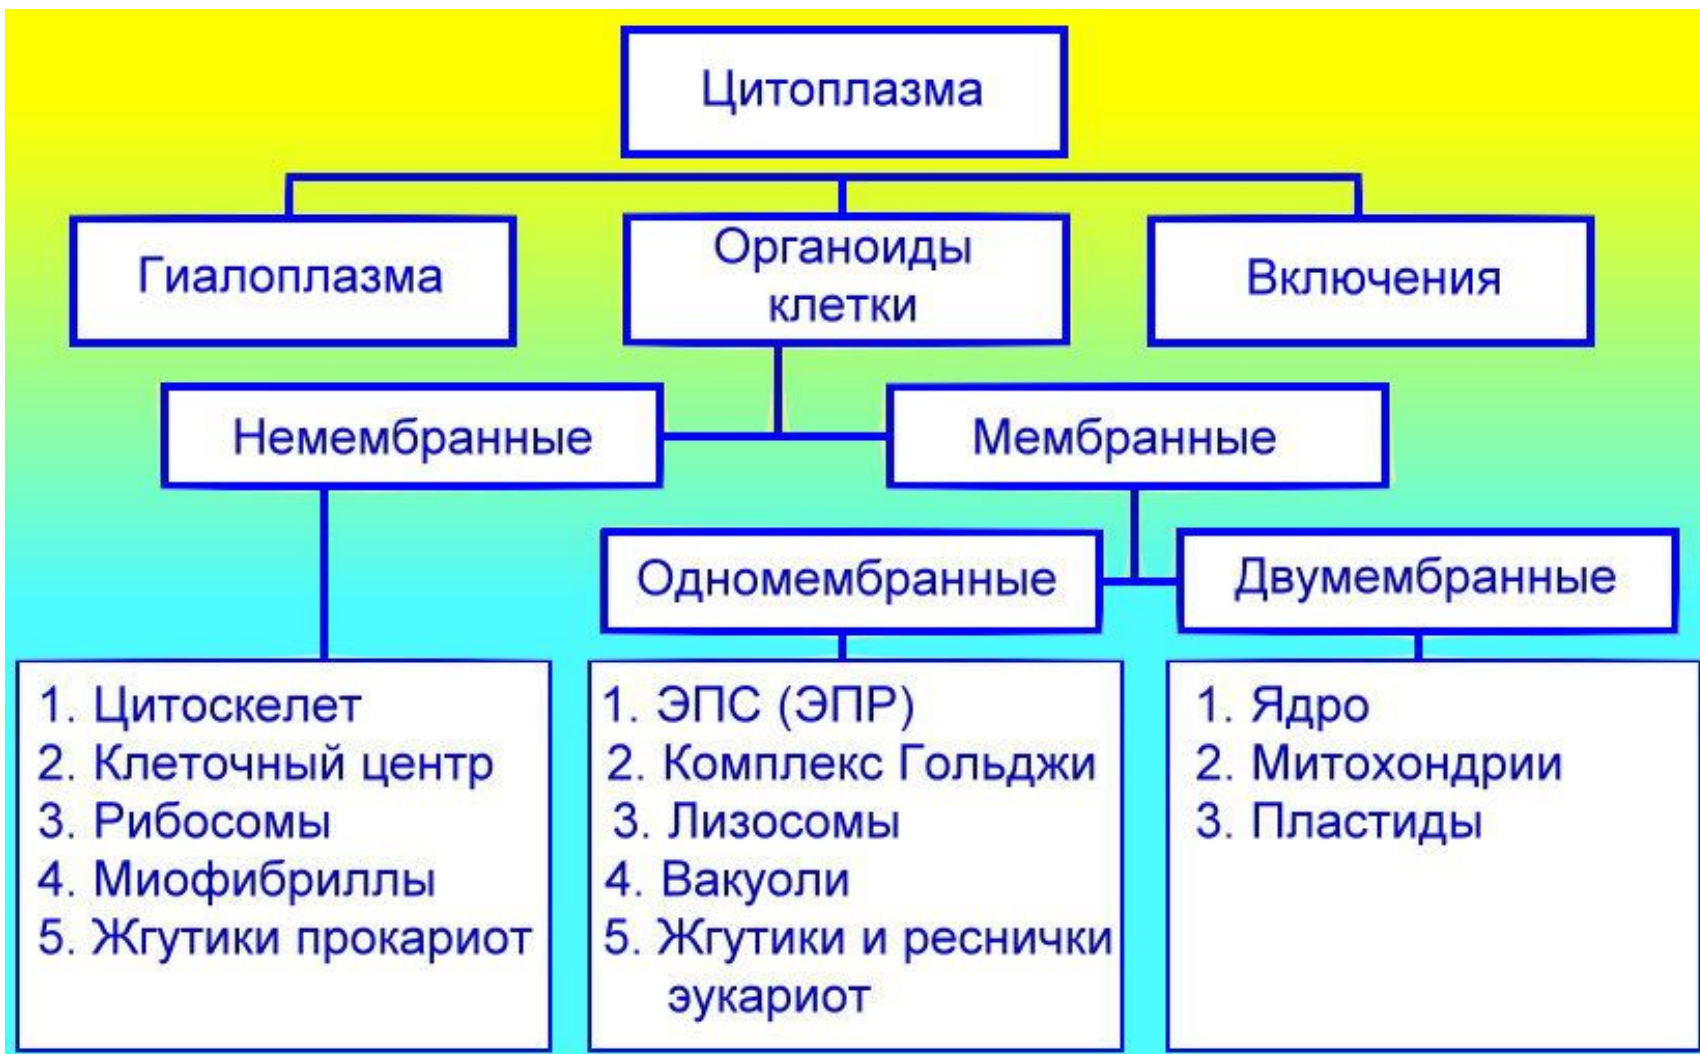 Цитоплазма
Гиалоплазма
Органоиды
клетки
Включения
Немембранные
Мембранные
Одномембранные
Двумембранные
1. Цитоскелет
2. Клеточный центр
3. Рибосомы
4. Миофибриллы
5. Жгутики прокариот
1. ЭПС (ЭПР)
2. Комплекс Гольджи
3. Лизосомы
4. Вакуоли
5. Жгутики и реснички
эукариот
1. Ядро
2. Митохондрии
3. Пластиды